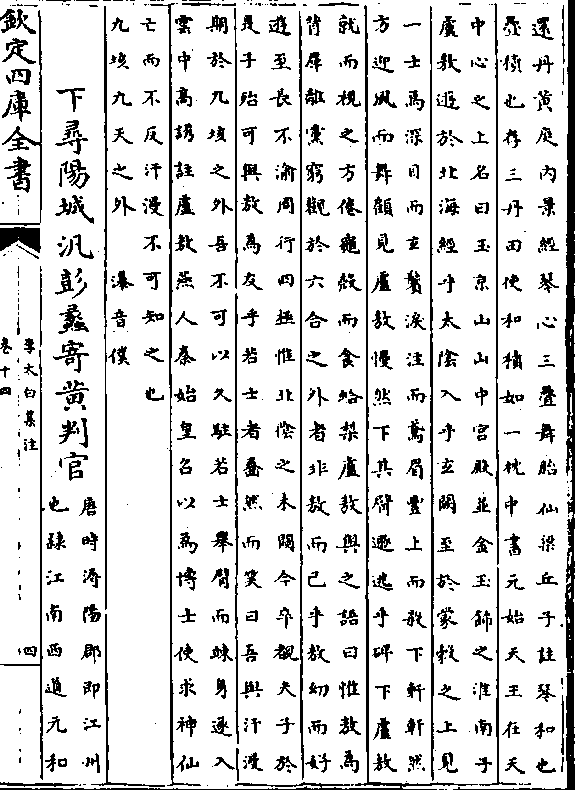 還丹黃庭內景經琴心三疊舞胎仙梁丘子註琴和也
疊積也存三丹田使和積如一枕中書元始天王在天
中心之上名曰玉京山山中宮殿並金玉飾之淮南子
盧敖遊於北海經乎太陰入乎玄闕至於蒙穀之上見
一士焉深目而玄鬢淚注而鳶肩豐上而殺下軒軒然
方迎風而舞顧見盧敖慢然下其臂遯逃乎碑下盧敖
就而視之方倦龜殼而食蛤梨盧敖與之語曰惟敖為
背羣離黨窮觀於六合之外者非敖而已乎敖幼而好
遊至長不渝周行四極惟北陰之未闚今卒覩夫子於
是子殆可與敖為友乎若士者齤然而笑曰吾與汗漫
期於九垓之外吾不可以久駐若士舉臂而竦身遂入
雲中高誘註盧敖燕人秦始皇召以為博士使求神仙
亡而不反汗漫不可知之也
九垓九天之外 瀑音僕
下尋陽城汎彭蠡寄黃判官
唐時潯陽郡即江州
也隸江南西道元和
欽定四庫全書
李太白集注
卷十四
四